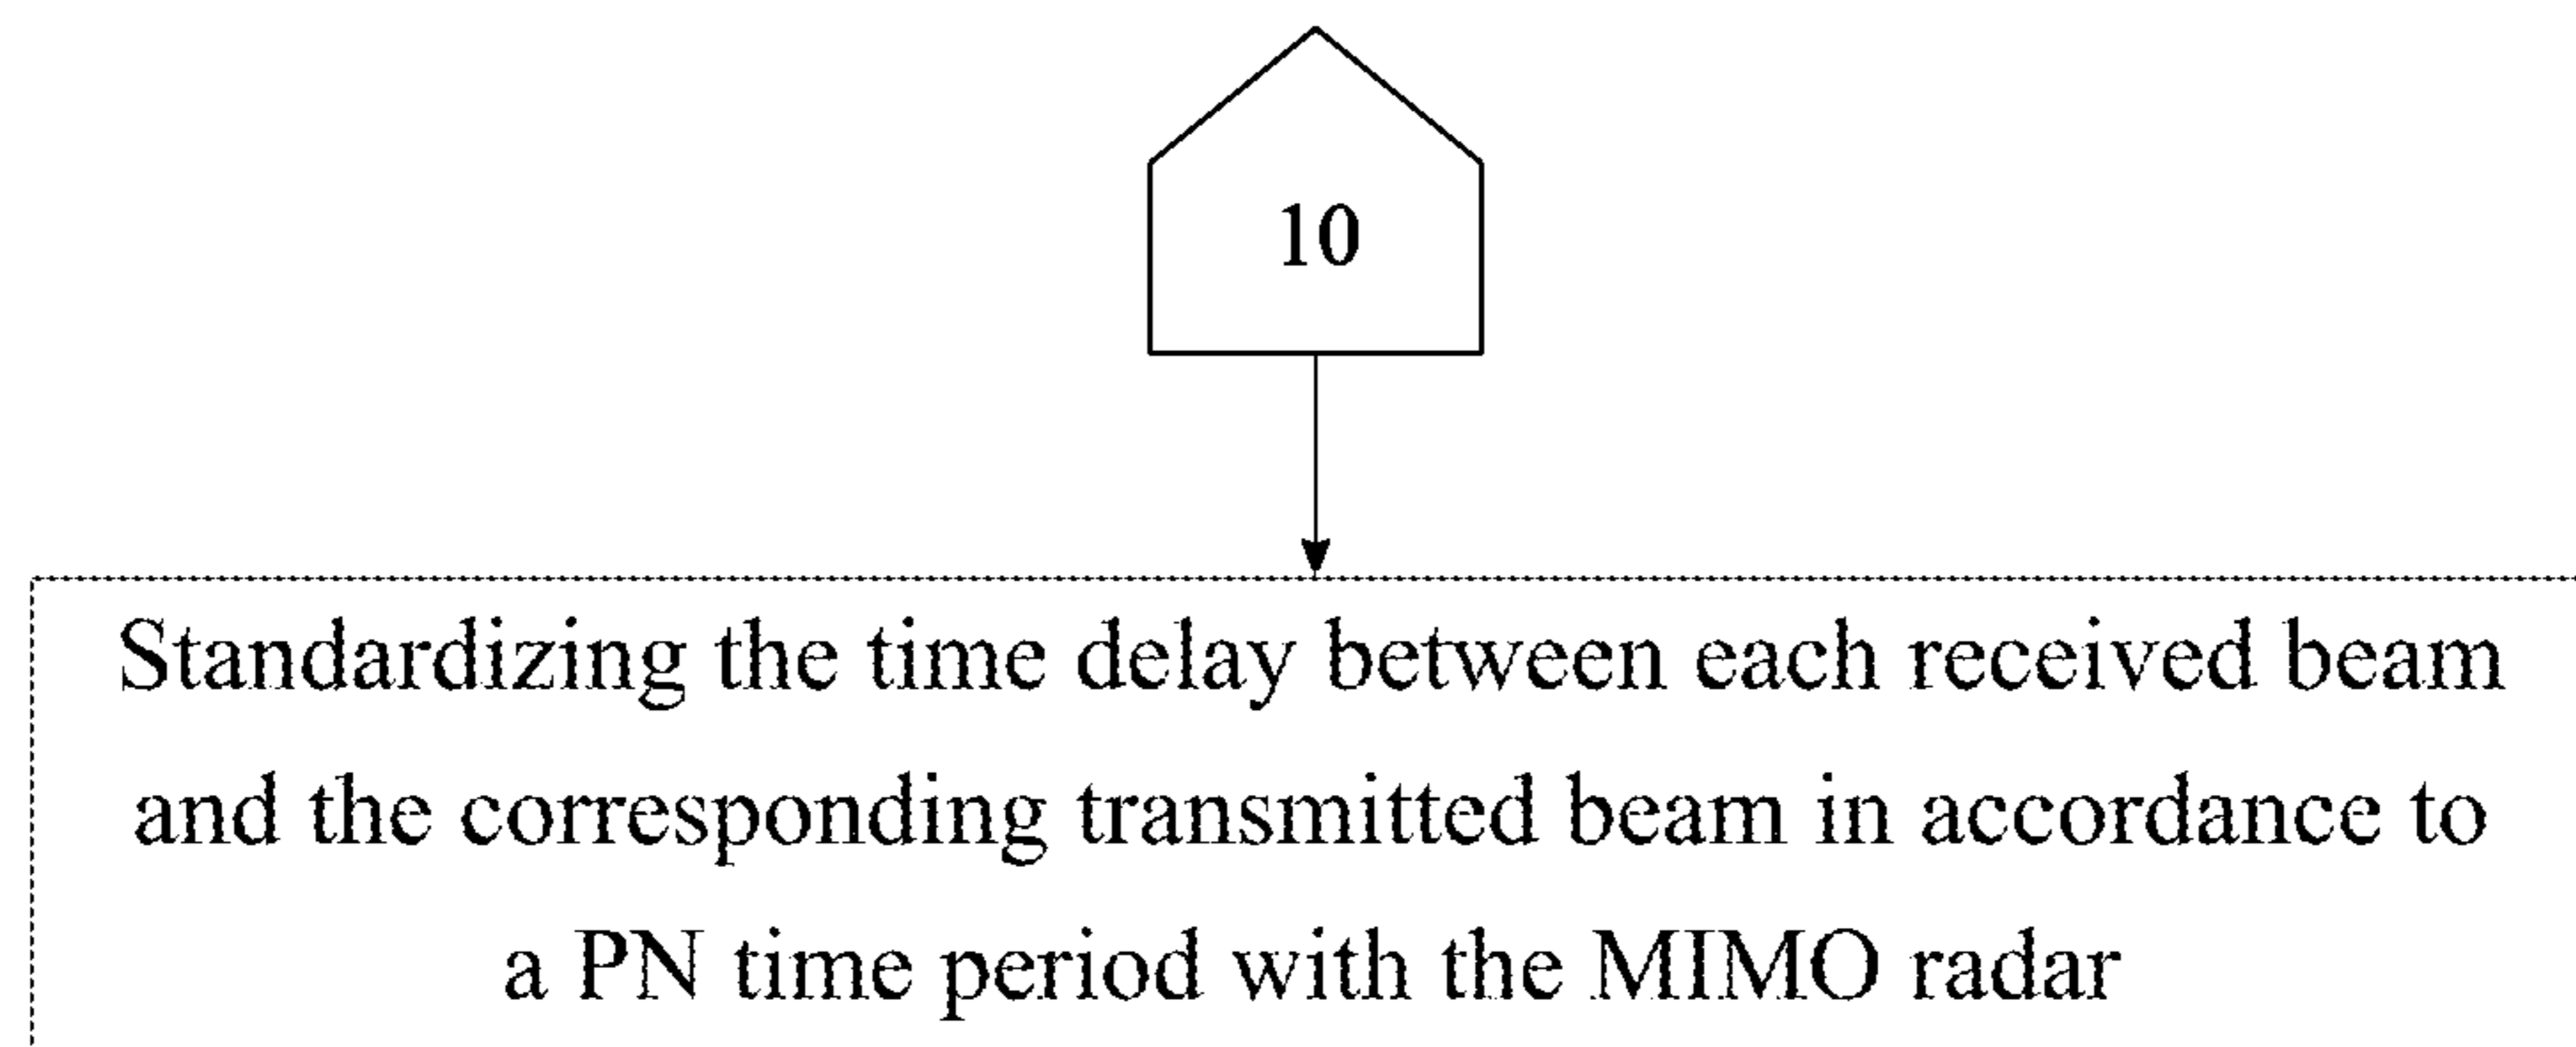 10
Standardizing the time delay between each received beam
and the corresponding transmitted beam in accordance to
a PN time period with the MIMO radar